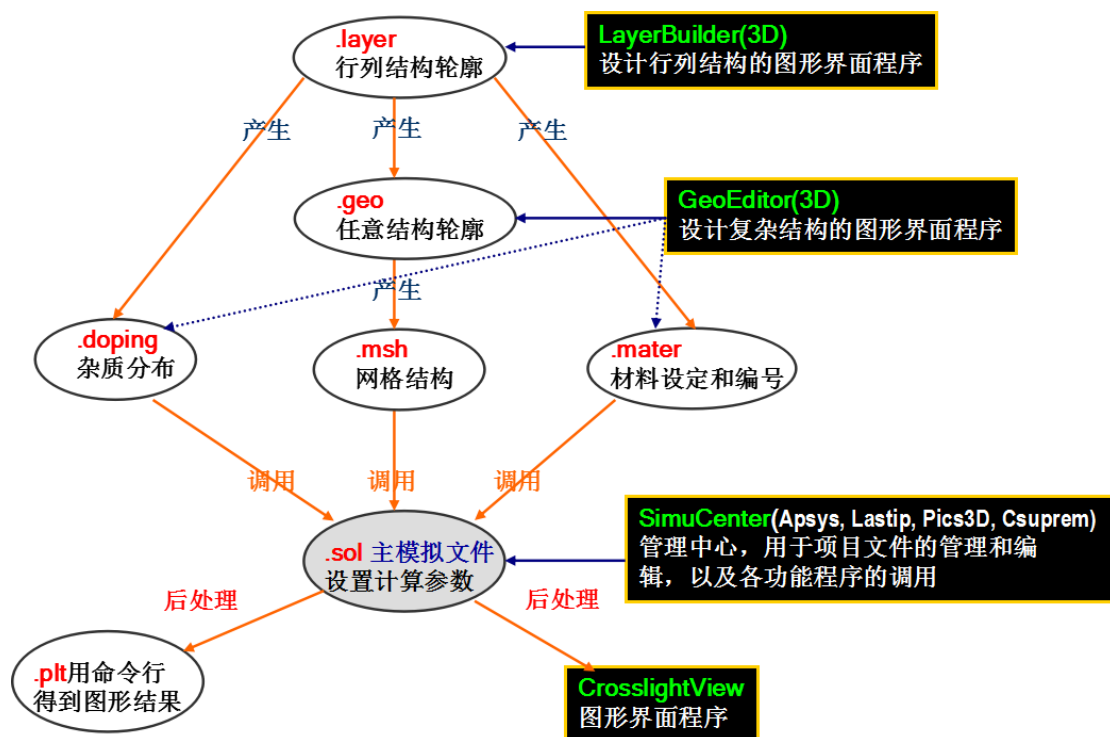 .layer
行列结构轮廓
LayerBuilder(3D)
设计行列结构的图形界面程序
产生
产生
产生
.geo
任意结构轮廓
GeoEditor(3D)
设计复杂结构的图形界面程序
产生
.doping
杂质分布
.msh
网格结构
.mater
材料设定和编号
调用
调用
调用
.sol 主模拟文件
设置计算参数
SimuCenter(Apsys, Lastip, Pics3D, Csuprem)
管理中心，用于项目文件的管理和编
辑，以及各功能程序的调用
后处理
后处理
.plt用命令行
得到图形结果
CrosslightView
图形界面程序